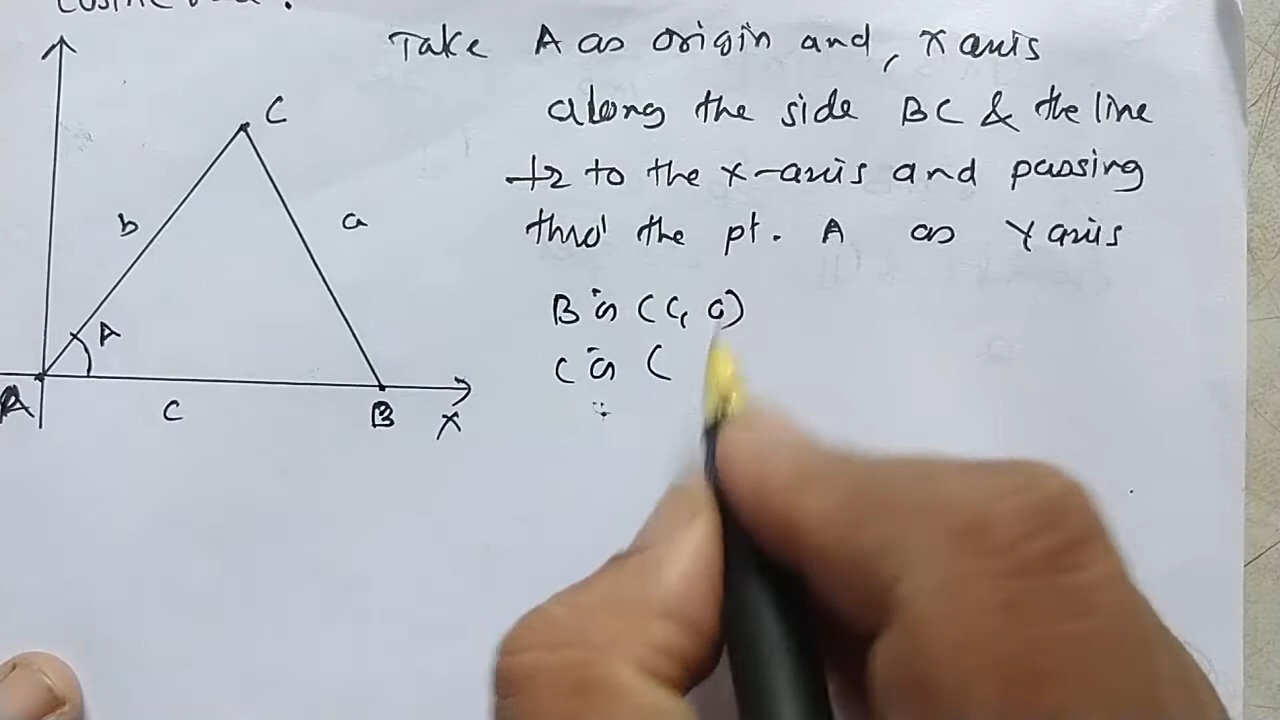 Take A as origin and, X axis
along the side BC & the line
⊥r to the X-axis and passing
thro' the pt. A as Y axis
B is (c, 0)
C is (
C
b
a
A
A
c
B
X